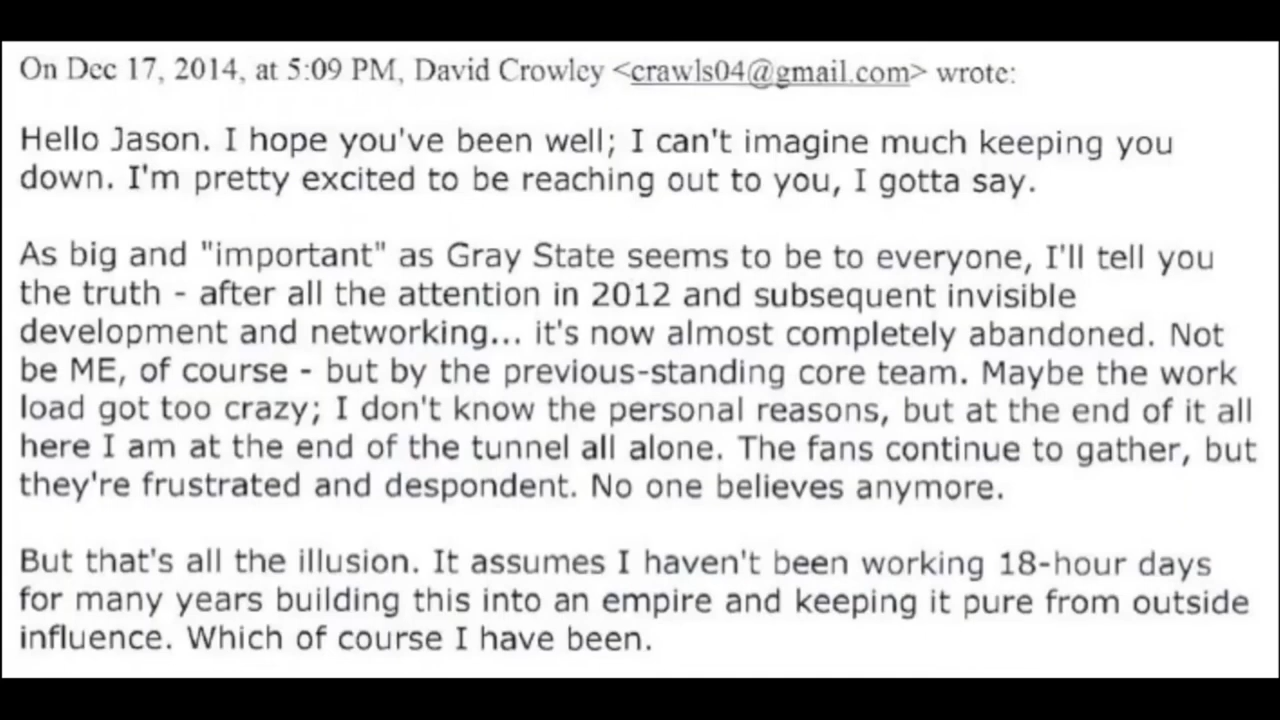 On Dec 17, 2014, at 5:09 PM, David Crowley <crawls04@gmail.com> wrote:
Hello Jason. I hope you've been well; I can't imagine much keeping you
down. I'm pretty excited to be reaching out to you, I gotta say.
As big and "important" as Gray State seems to be to everyone, I'll tell you
the truth - after all the attention in 2012 and subsequent invisible
development and networking... it's now almost completely abandoned. Not
be ME, of course - but by the previous-standing core team. Maybe the work
load got too crazy; I don't know the personal reasons, but at the end of it all
here I am at the end of the tunnel all alone. The fans continue to gather, but
they're frustrated and despondent. No one believes anymore.
But that's all the illusion. It assumes I haven't been working 18-hour days
for many years building this into an empire and keeping it pure from outside
influence. Which of course I have been.